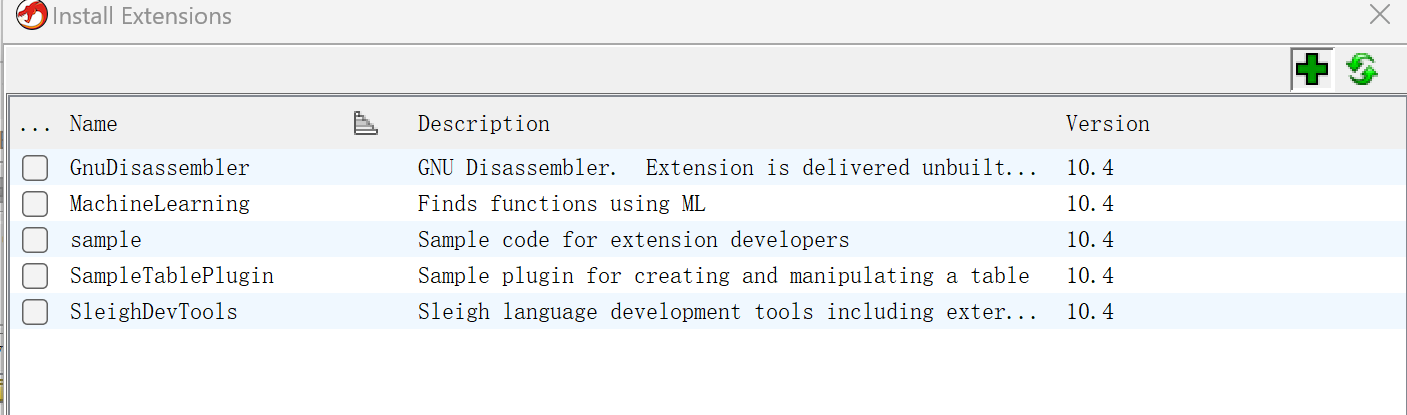 Install Extensions
... Name Description Version
GnuDisassembler GNU Disassembler.  Extension is delivered unbuilt... 10.4
MachineLearning Finds functions using ML 10.4
sample Sample code for extension developers 10.4
SampleTablePlugin Sample plugin for creating and manipulating a table 10.4
SleighDevTools Sleigh language development tools including exter... 10.4